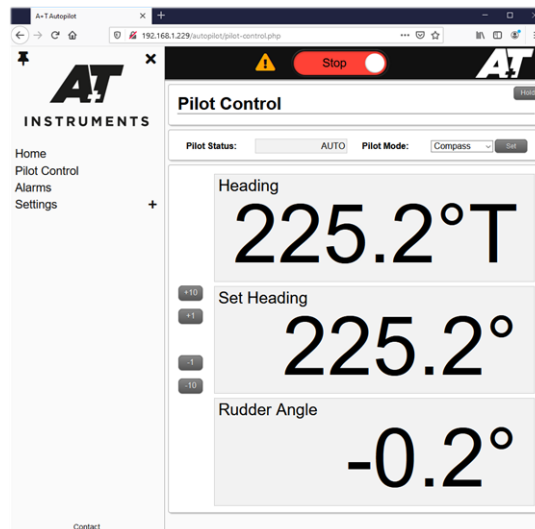 A+T Autopilot
192.168.1.229/autopilot/pilot-control.php
A+T
INSTRUMENTS
Home
Pilot Control
Alarms
Settings +
Contact
Stop
A+T
Pilot Control
Hold
Pilot Status: AUTO Pilot Mode: Compass Set
Heading
225.2°T
+10
+1
-1
-10
Set Heading
225.2°
Rudder Angle
-0.2°